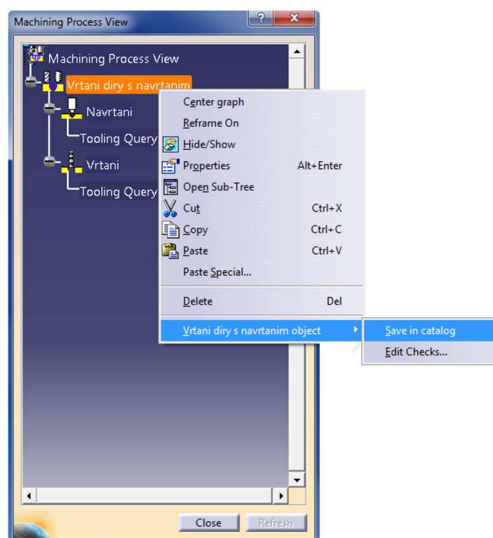 Machining Process View
Machining Process View
Vrtani diry s navrtanim
Navrtani
Tooling Query
Vrtani
Tooling Query
Center graph
Reframe On
Hide/Show
Properties Alt+Enter
Open Sub-Tree
Cut Ctrl+X
Copy Ctrl+C
Paste Ctrl+V
Paste Special...
Delete Del
Vrtani diry s navrtanim object
Save in catalog
Edit Checks...
Close Refresh